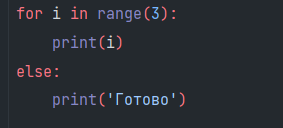 for i in range(3):
    print(i)
else:
    print('Готово')